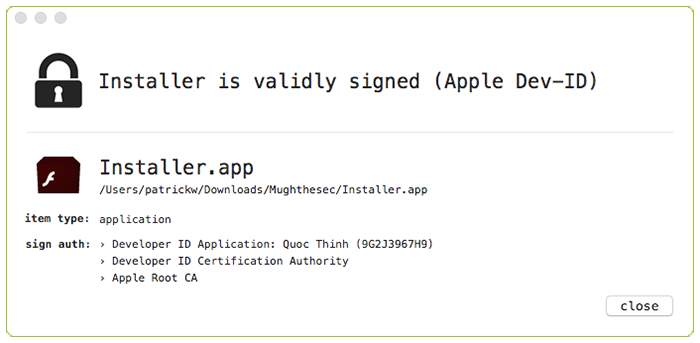 Installer is validly signed (Apple Dev-ID)
Installer.app
/Users/patrickw/Downloads/Mughthesec/Installer.app
item type: application
sign auth: › Developer ID Application: Quoc Thinh (9G2J3967H9)
› Developer ID Certification Authority
› Apple Root CA
close